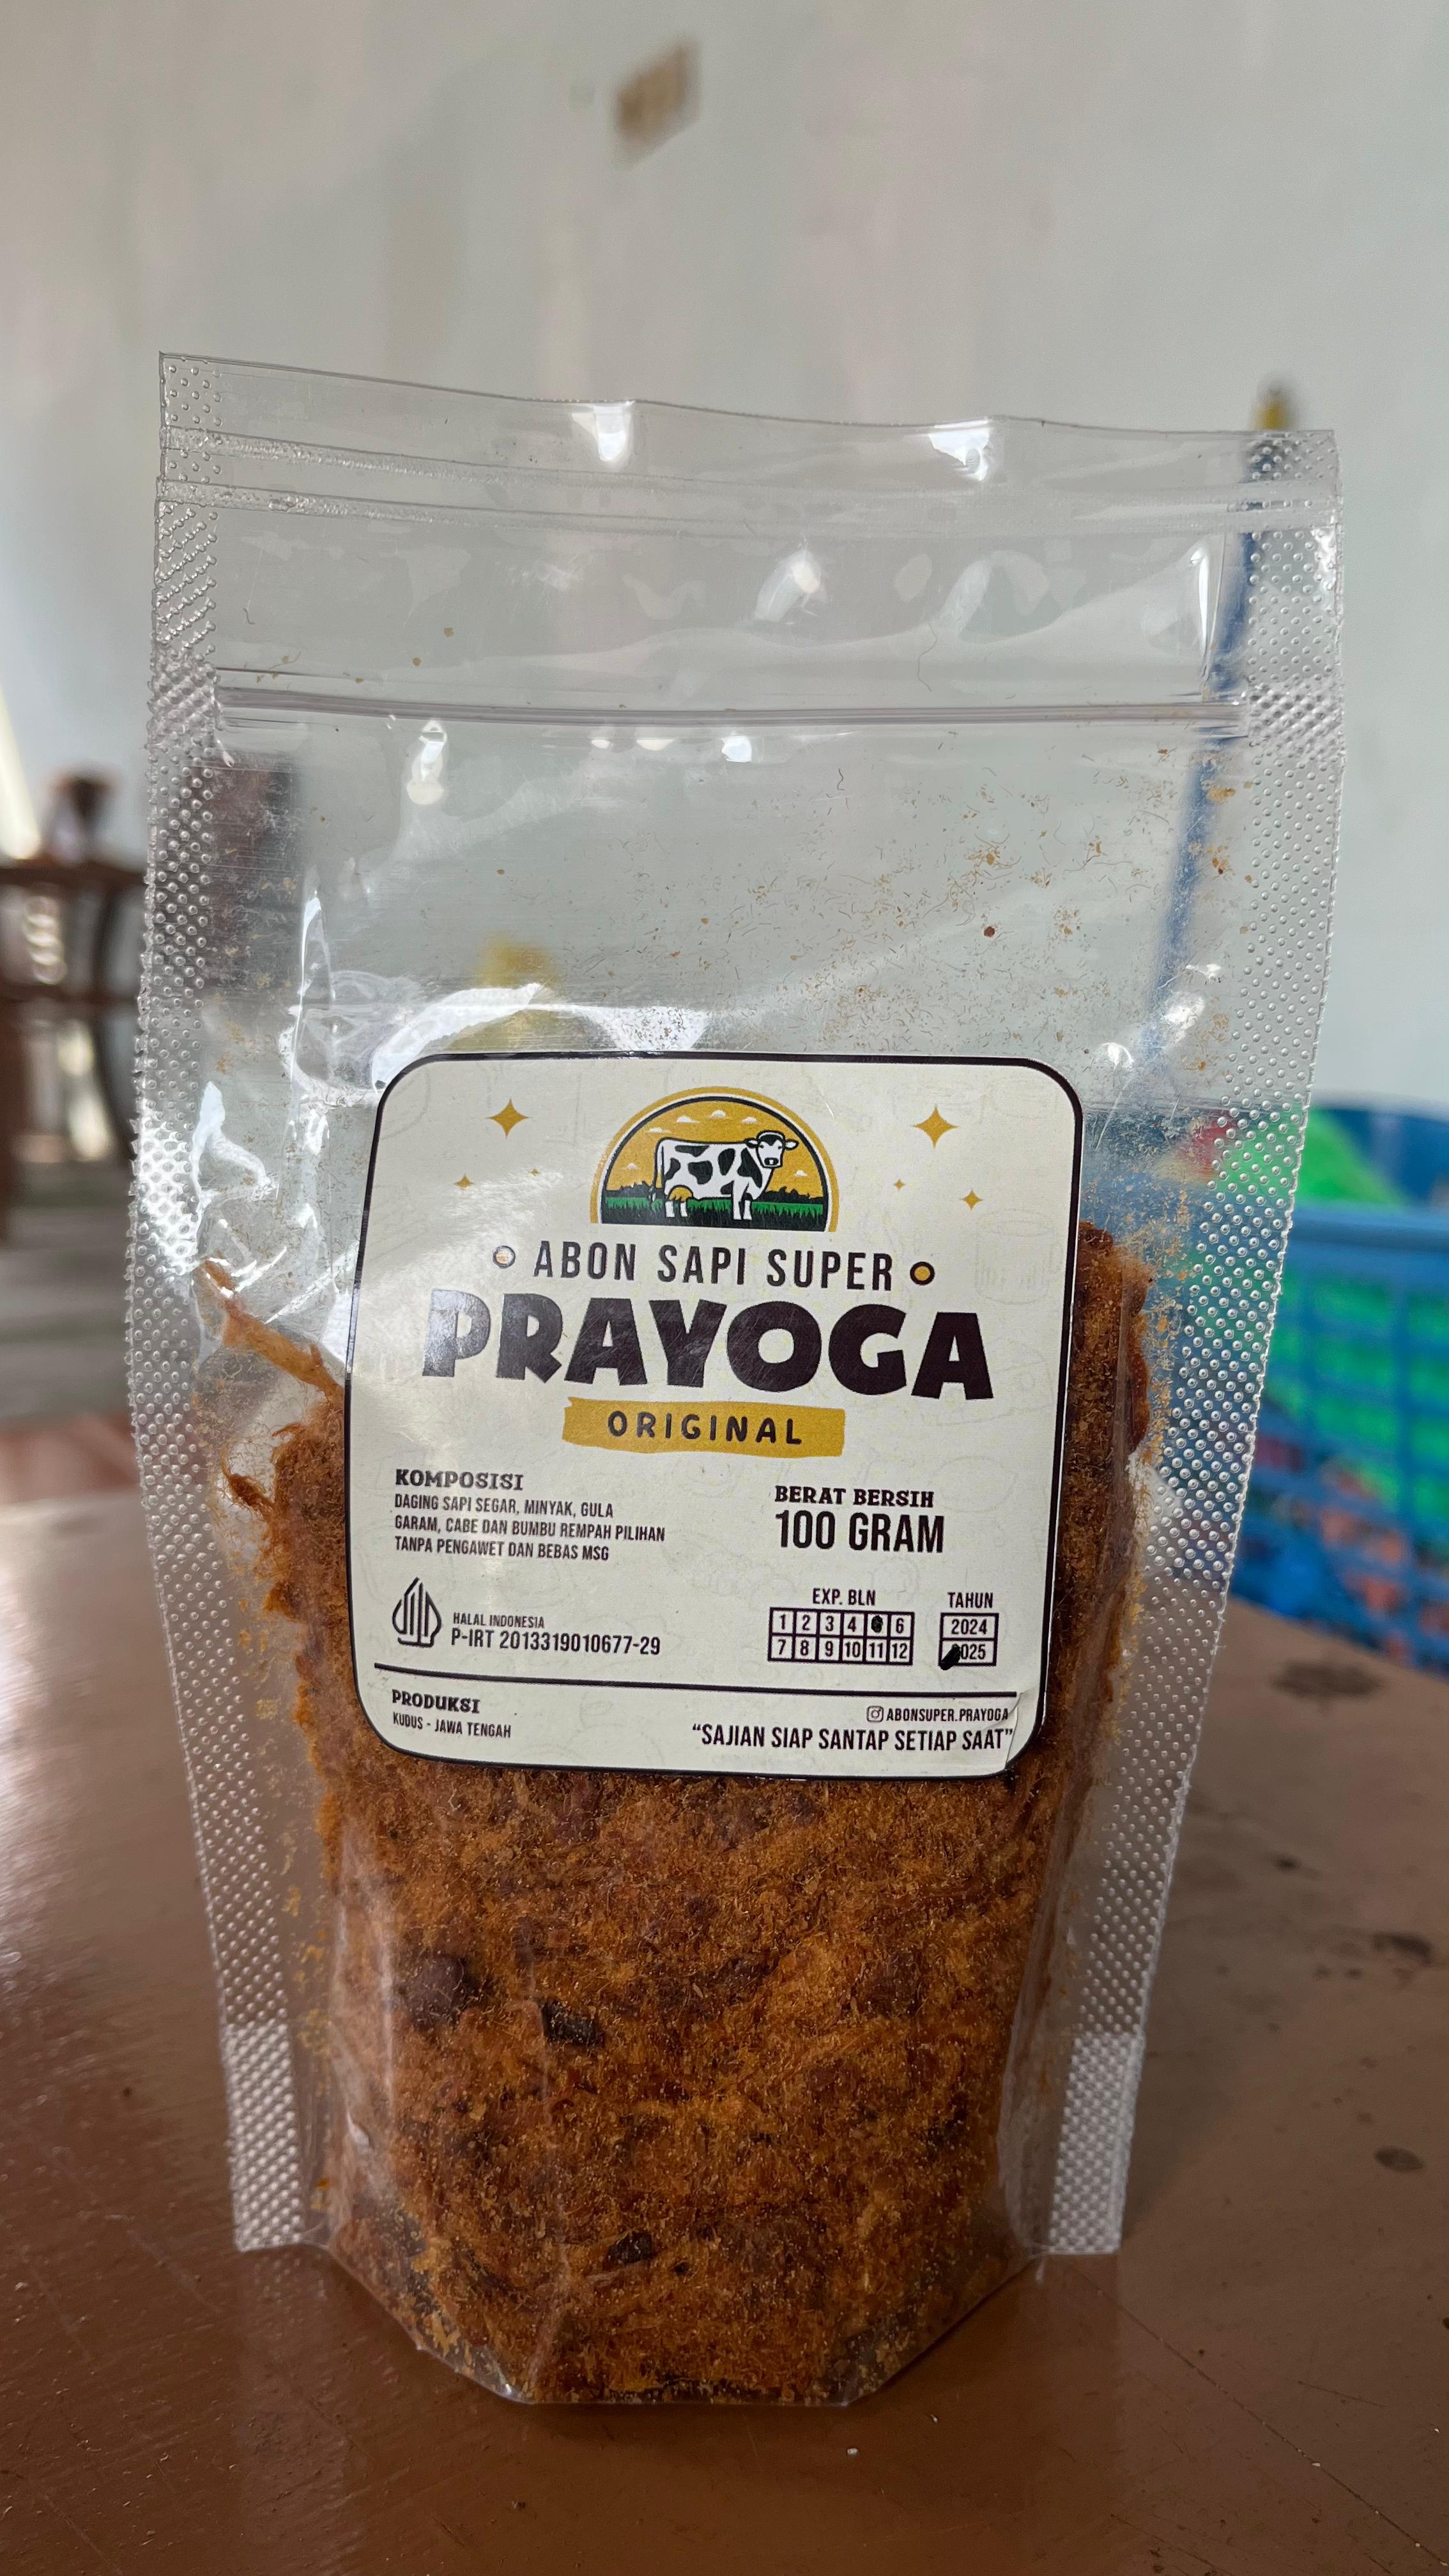 ABON SAPI SUPER
PRAYOGA
ORIGINAL
KOMPOSISI
DAGING SAPI SEGAR, MINYAK, GULA
GARAM, CABE DAN BUMBU REMPAH PILIHAN
TANPA PENGAWET DAN BEBAS MSG
BERAT BERSIH
100 GRAM
HALAL INDONESIA
P-IRT 2013319010677-29
EXP. BLN
1 2 3 4 6
7 8 9 10 11 12
TAHUN
2024
025
PRODUKSI
KUDUS - JAWA TENGAH
ABONSUPER.PRAYOGA
“SAJIAN SIAP SANTAP SETIAP SAAT”